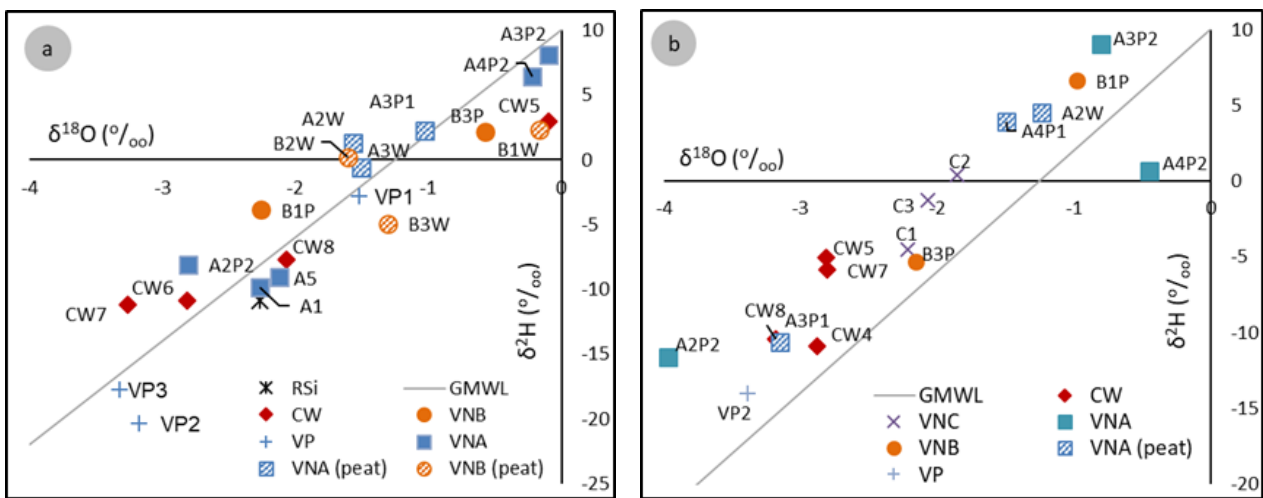 a
10
A3P2
A4P2
5
A3P1
CW5
A2W
B3P
δ18O (o/oo)
B2W
A3W
B1W
0
-4
-3
-2
-1
0
VP1
B1P
B3W
-5
CW8
A2P2
A5
CW6
A1
-10
CW7
δ2H (o/oo)
-15
VP3
VP2
RSi
GMWL
CW
VNB
-20
VP
VNA
VNA (peat)
VNB (peat)
-25
b
10
A3P2
B1P
5
A2W
A4P1
δ18O (o/oo)
C2
A4P2
0
-4
-3
-2
-1
0
C3
C1
B3P
-5
CW5
CW7
CW8
A3P1
CW4
-10
A2P2
δ2H (o/oo)
VP2
GMWL
CW
VNC
VNA
-15
VNB
VNA (peat)
VP
-20